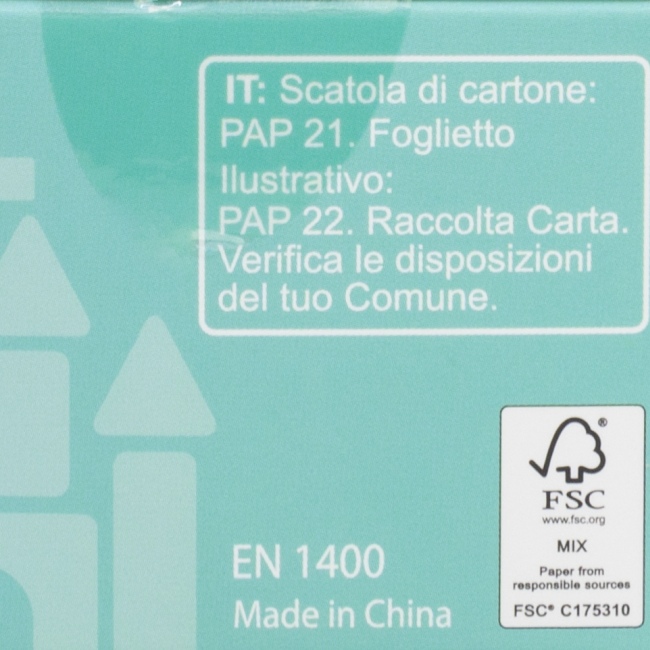 IT: Scatola di cartone:
PAP 21. Foglietto
Ilustrativo:
PAP 22. Raccolta Carta.
Verifica le disposizioni
del tuo Comune.
®
FSC
www.fsc.org
MIX
Paper from
responsible sources
FSC® C175310
EN 1400
Made in China